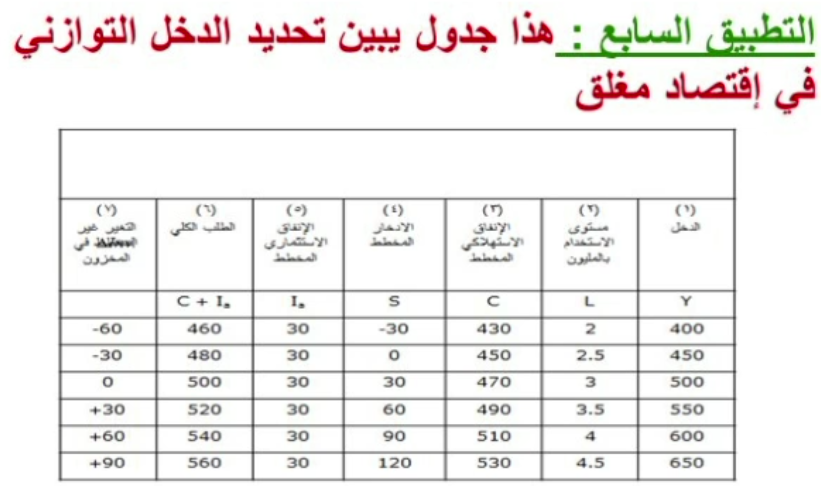 التطبيق السابع : هذا جدول يبين تحديد الدخل التوازني
في إقتصاد مغلق
(١) (٢) (٣) (٤) (٥) (٦) (٧)
الدخل مستوى الاستخدام بالمليون الإنفاق الاستهلاكي المخطط الادخار المخطط الإنفاق الاستثماري المخطط الطلب الكلي التغير غير في المخزون
Y L C S Iₐ C + Iₐ
400 2 430 -30 30 460 -60
450 2.5 450 0 30 480 -30
500 3 470 30 30 500 0
550 3.5 490 60 30 520 +30
600 4 510 90 30 540 +60
650 4.5 530 120 30 560 +90